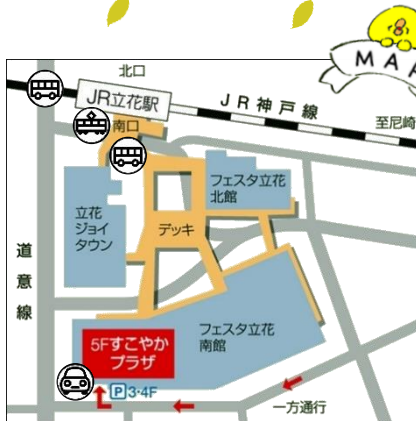 MAP
北口
JR立花駅
JR神戸線
南口
至尼崎
フェスタ立花
北館
立花
ジョイ
タウン
デッキ
道意線
フェスタ立花
南館
5Fすこやか
プラザ
P3・4F
一方通行